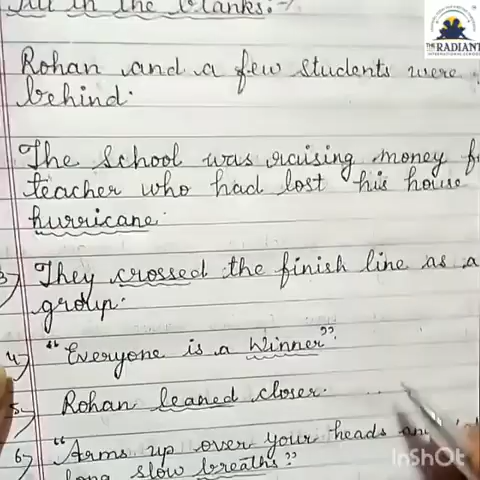 Fill in the blanks:-
THE RADIANT
INTERNATIONAL SCHOOL
Rohan and a few students were
behind.
The school was raising money
teacher who had lost his house
hurricane.
3) They crossed the finish line as a
group.
4) "Everyone is a Winner"
5) Rohan leaned closer.
6) "Arms up over your heads
long slow breaths"
InShOt